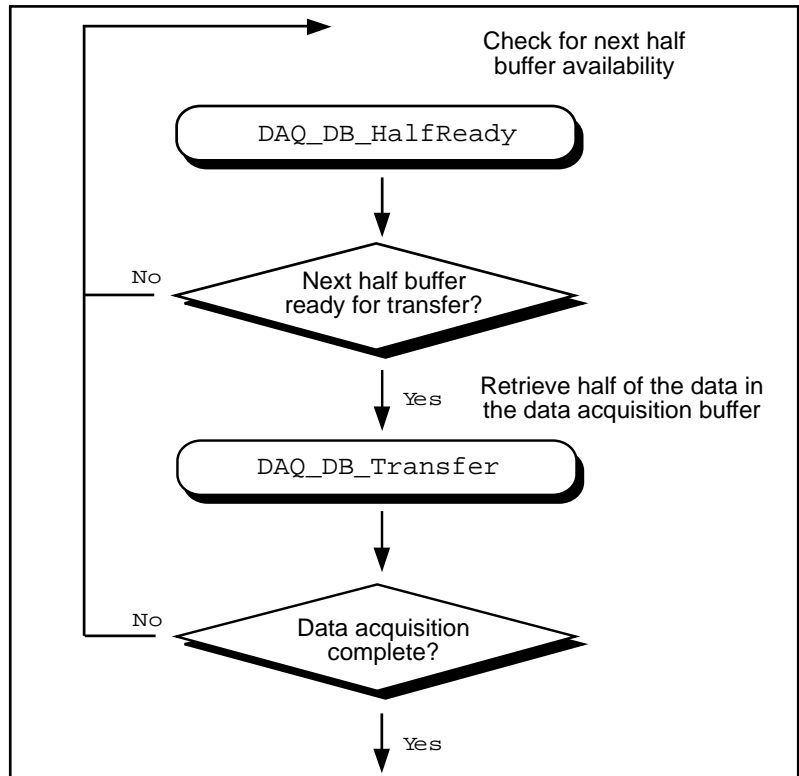 Check for next half
buffer availability
DAQ_DB_HalfReady
No
Next half buffer
ready for transfer?
Yes
Retrieve half of the data in
the data acquisition buffer
DAQ_DB_Transfer
No
Data acquisition
complete?
Yes